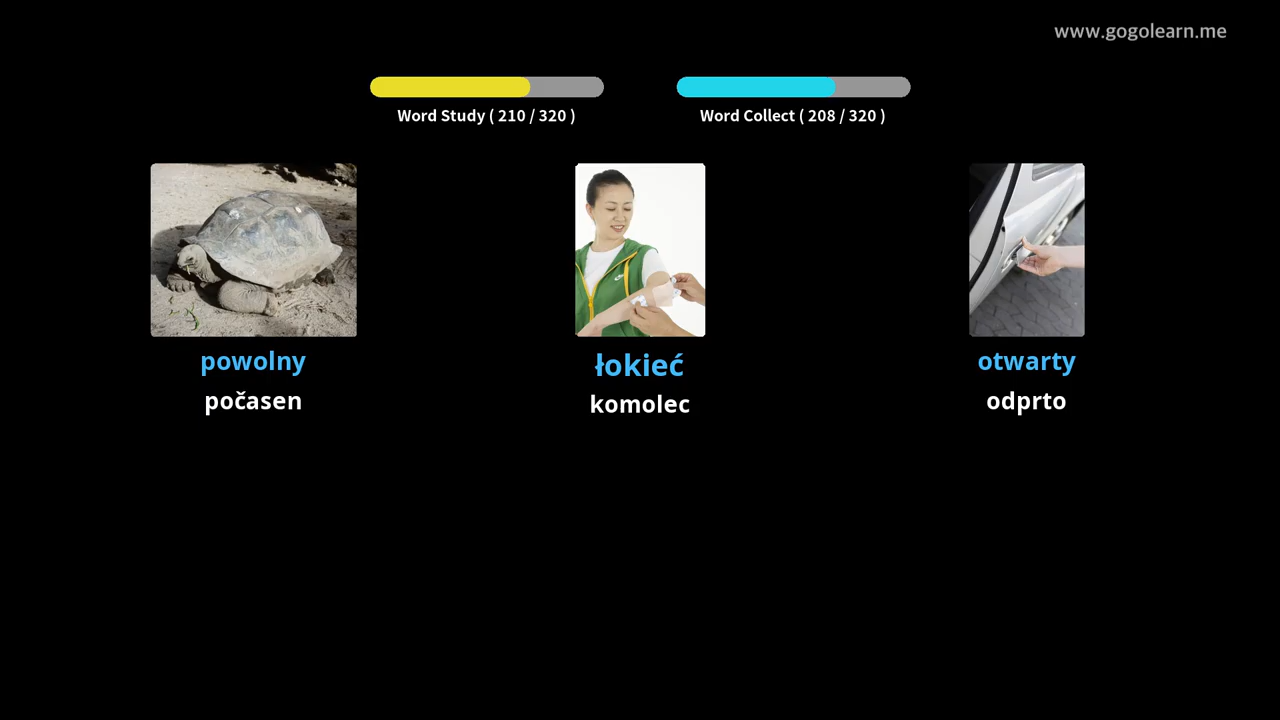 www.gogolearn.me
Word Study ( 210 / 320 )
Word Collect ( 208 / 320 )
powolny
počasen
łokieć
komolec
otwarty
odprto